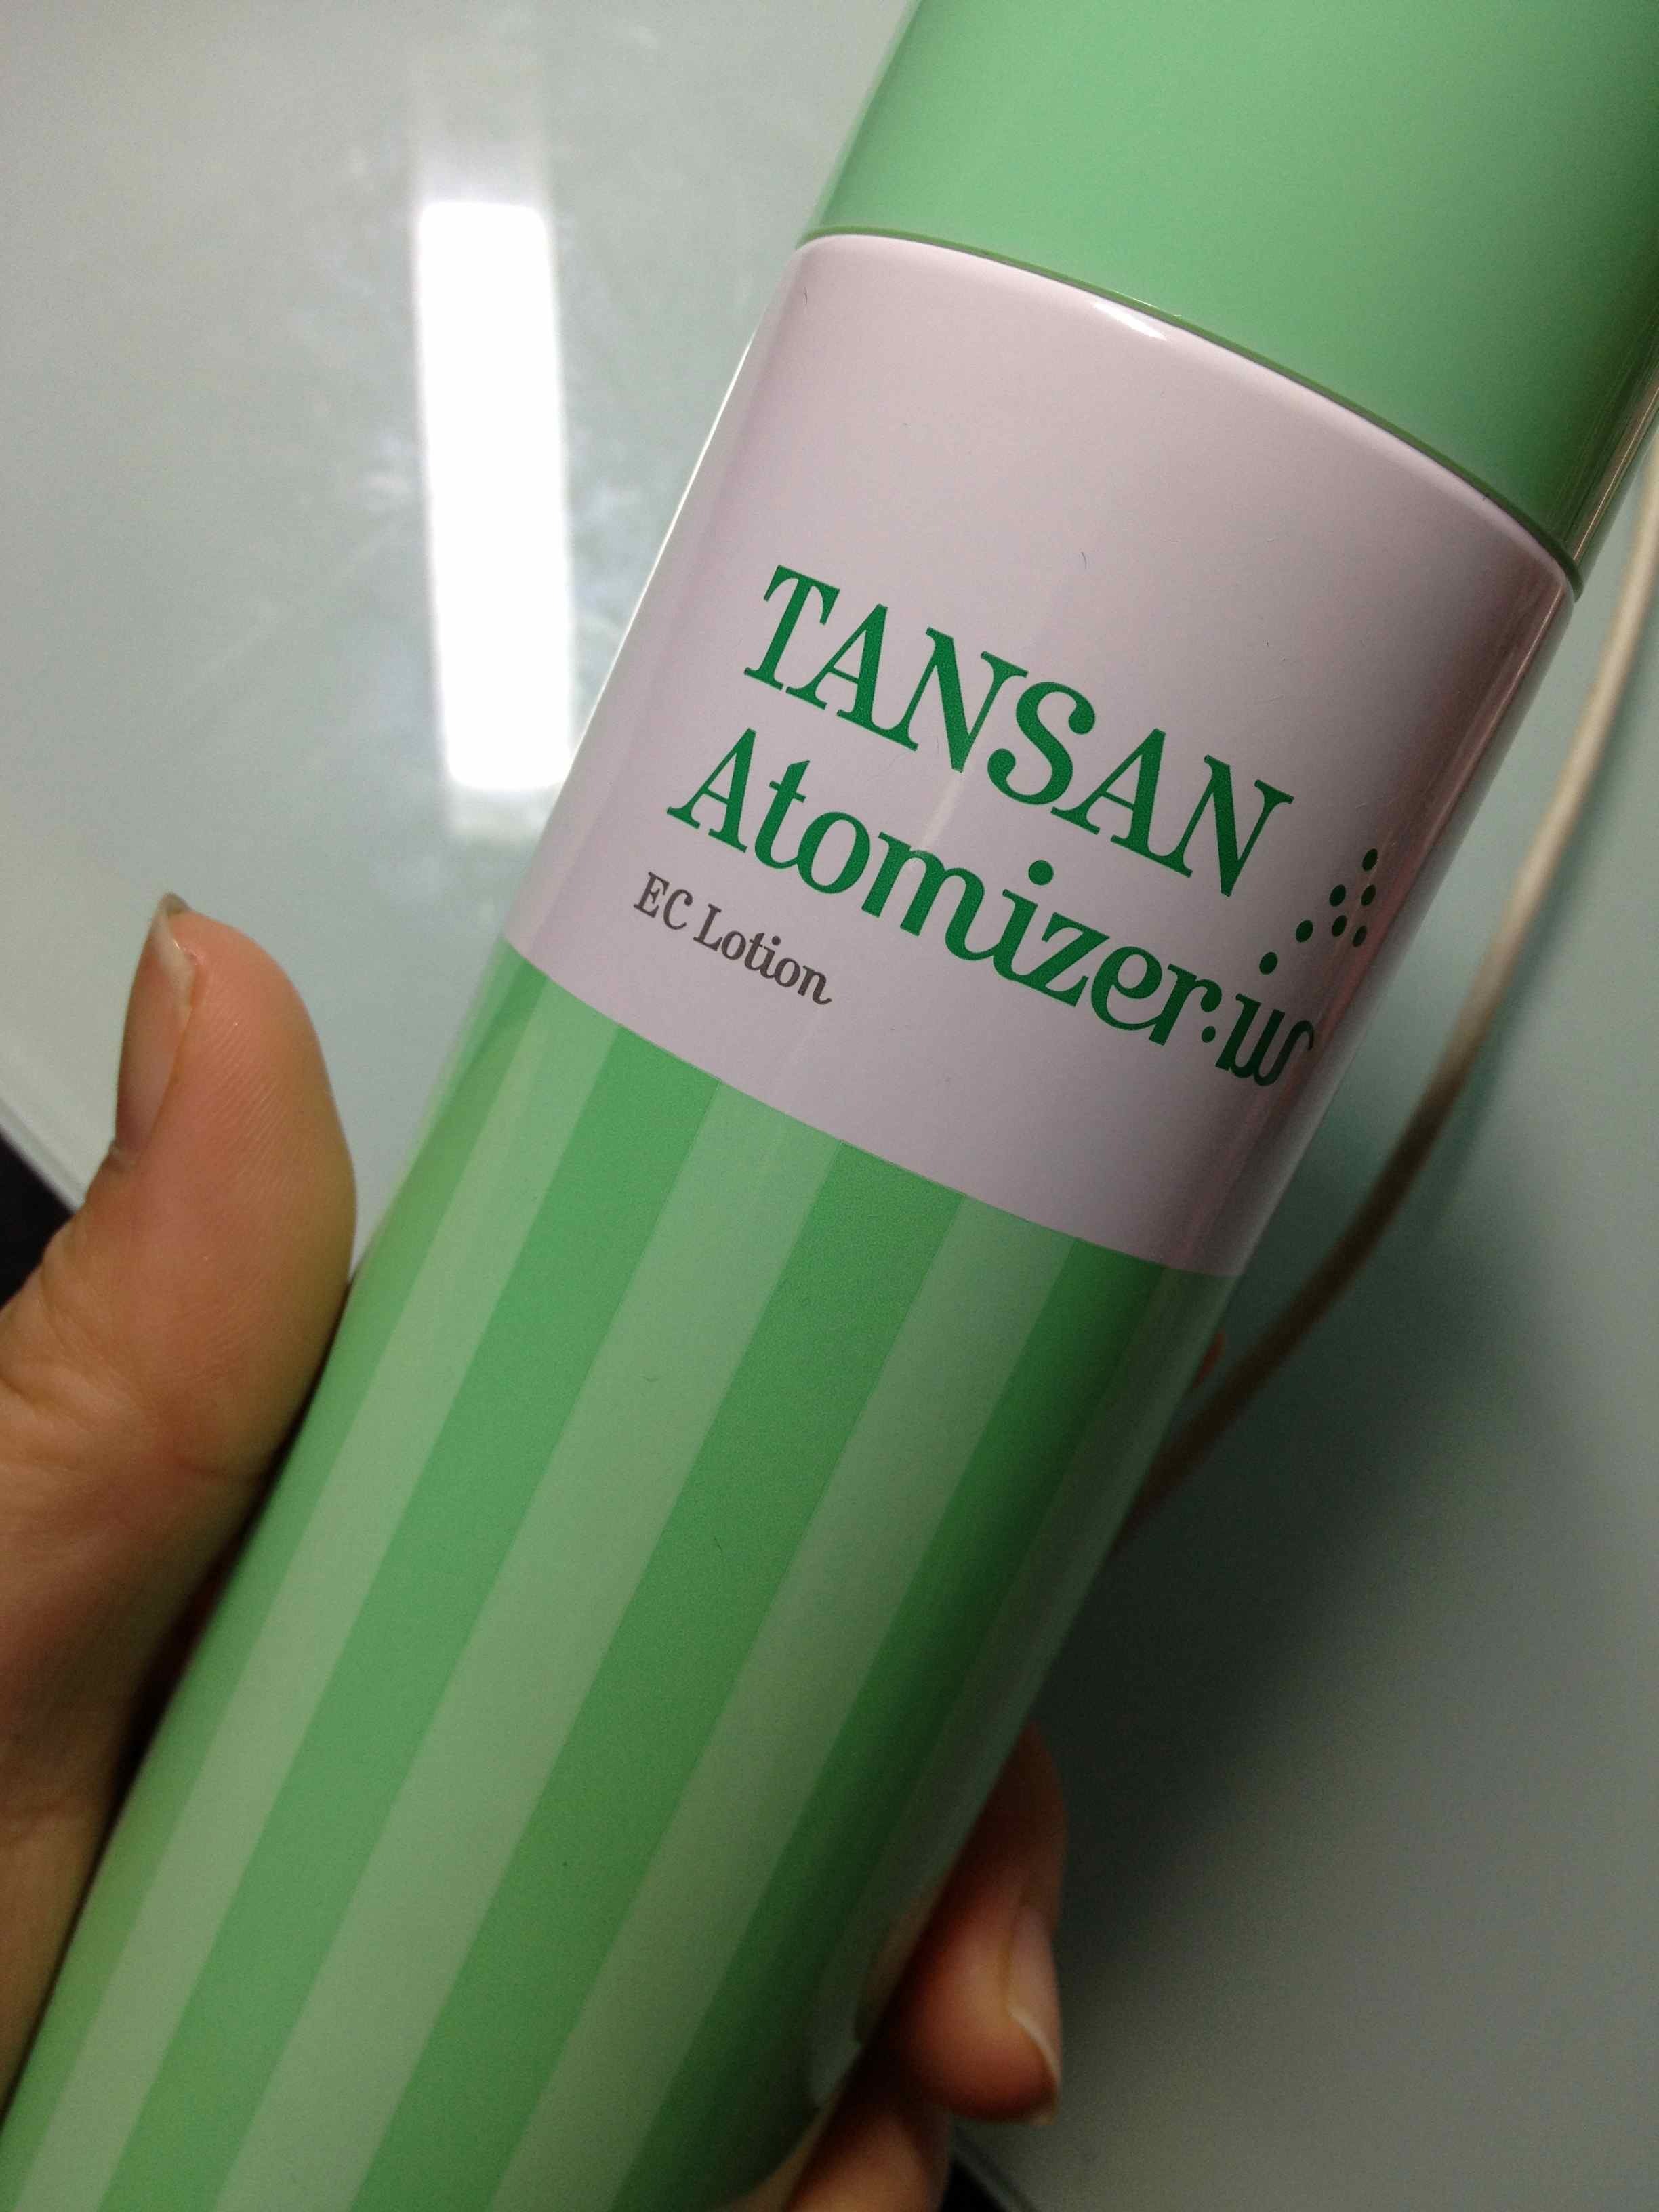 TANSAN
Atomizer
EC Lotion